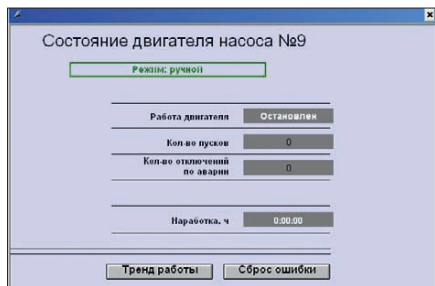 Состояние двигателя насоса №9
Режим: ручной
Работа двигателя Остановлен
Кол-во пусков 0
Кол-во отключений
по аварии 0
Наработка, ч 0:00:00
Тренд работы Сброс ошибки